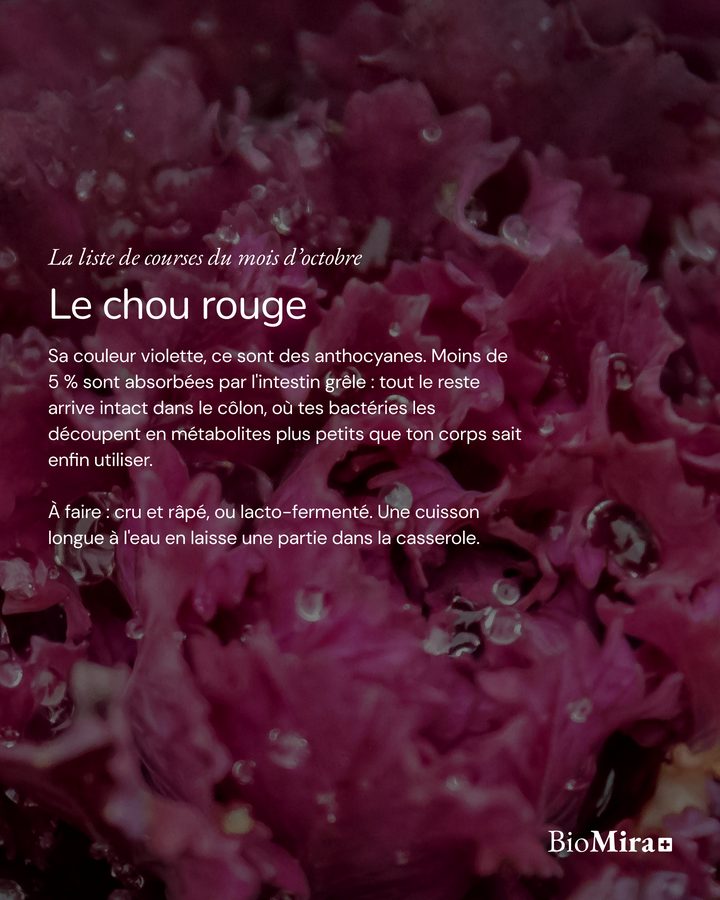 La liste de courses du mois d’octobre
Le chou rouge
Sa couleur violette, ce sont des anthocyanes. Moins de
5 % sont absorbées par l'intestin grêle : tout le reste
arrive intact dans le côlon, où tes bactéries les
découpent en métabolites plus petits que ton corps sait
enfin utiliser.
À faire : cru et râpé, ou lacto-fermenté. Une cuisson
longue à l'eau en laisse une partie dans la casserole.
BioMira